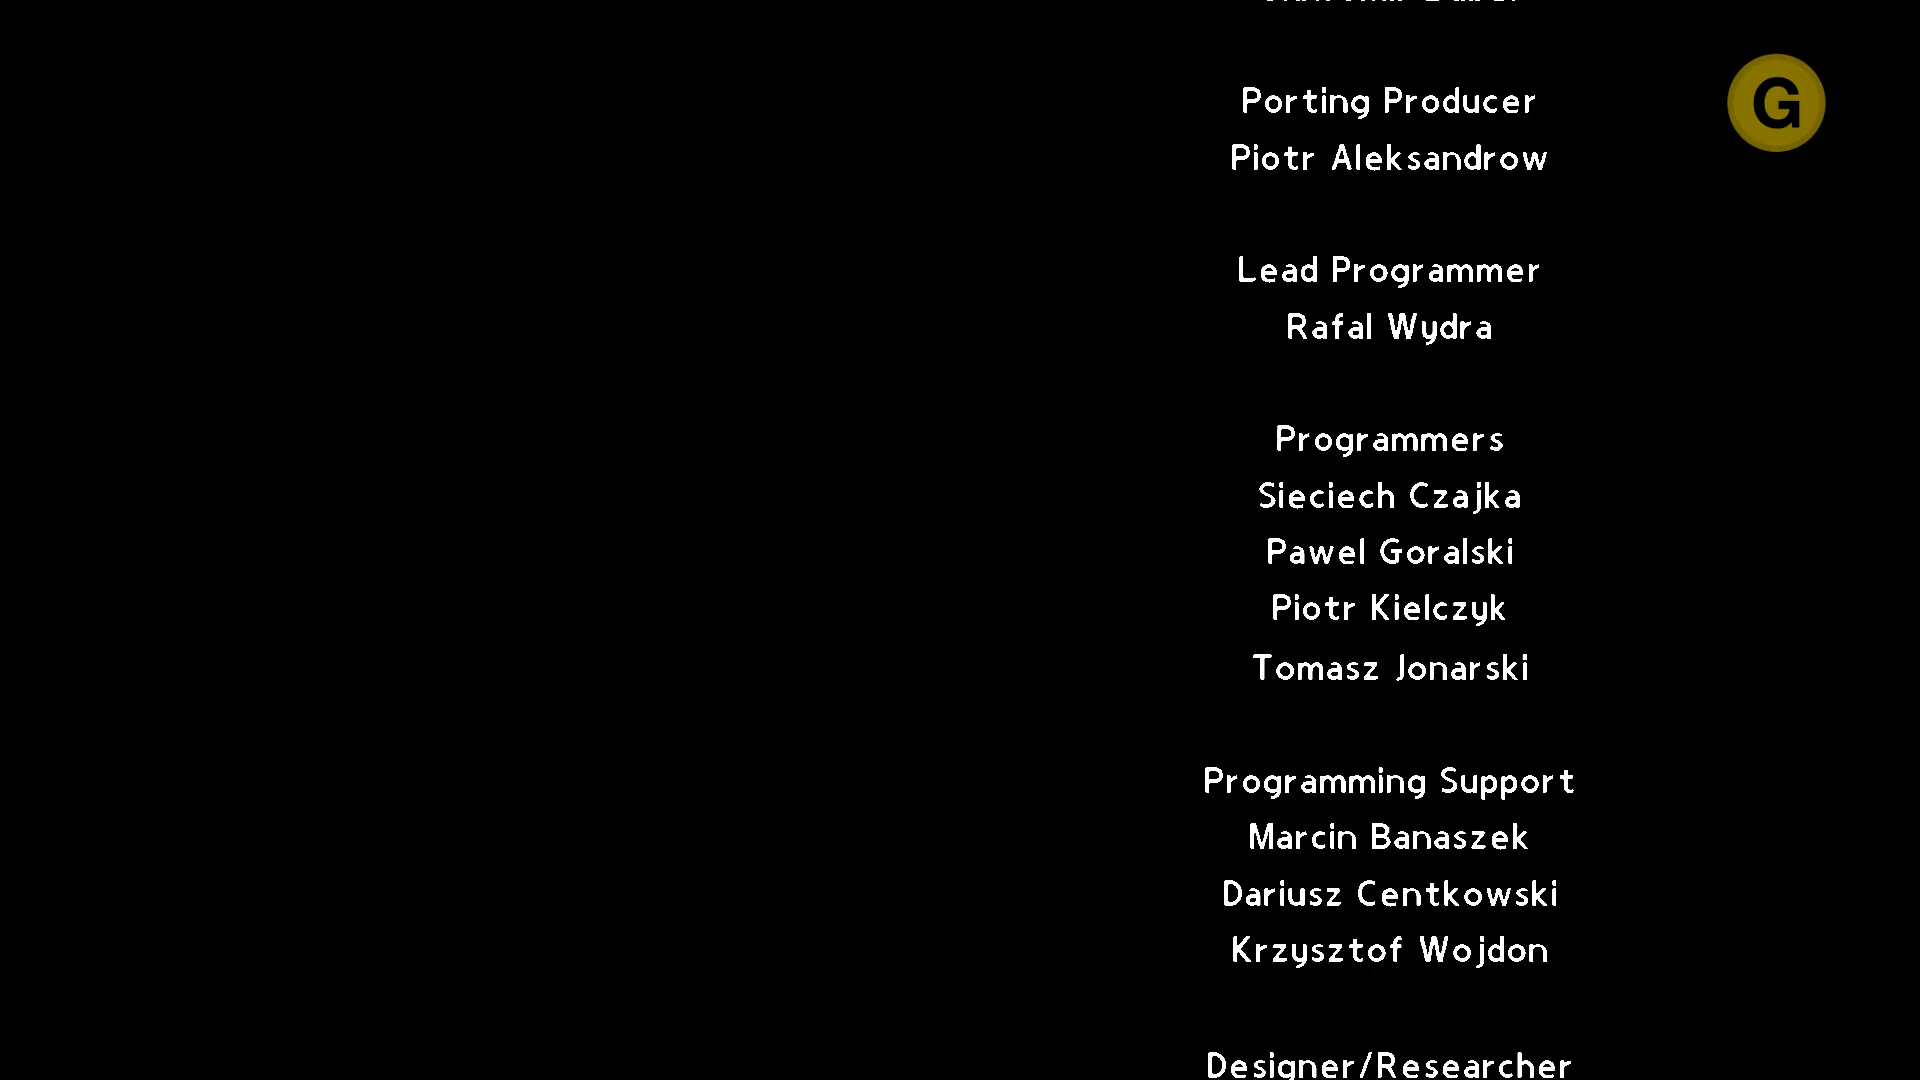 Porting Producer
Piotr Aleksandrow
Lead Programmer
Rafal Wydra
Programmers
Sieciech Czajka
Pawel Goralski
Piotr Kielczyk
Tomasz Jonarski
Programming Support
Marcin Banaszek
Dariusz Centkowski
Krzysztof Wojdon
Designer/Researcher
G